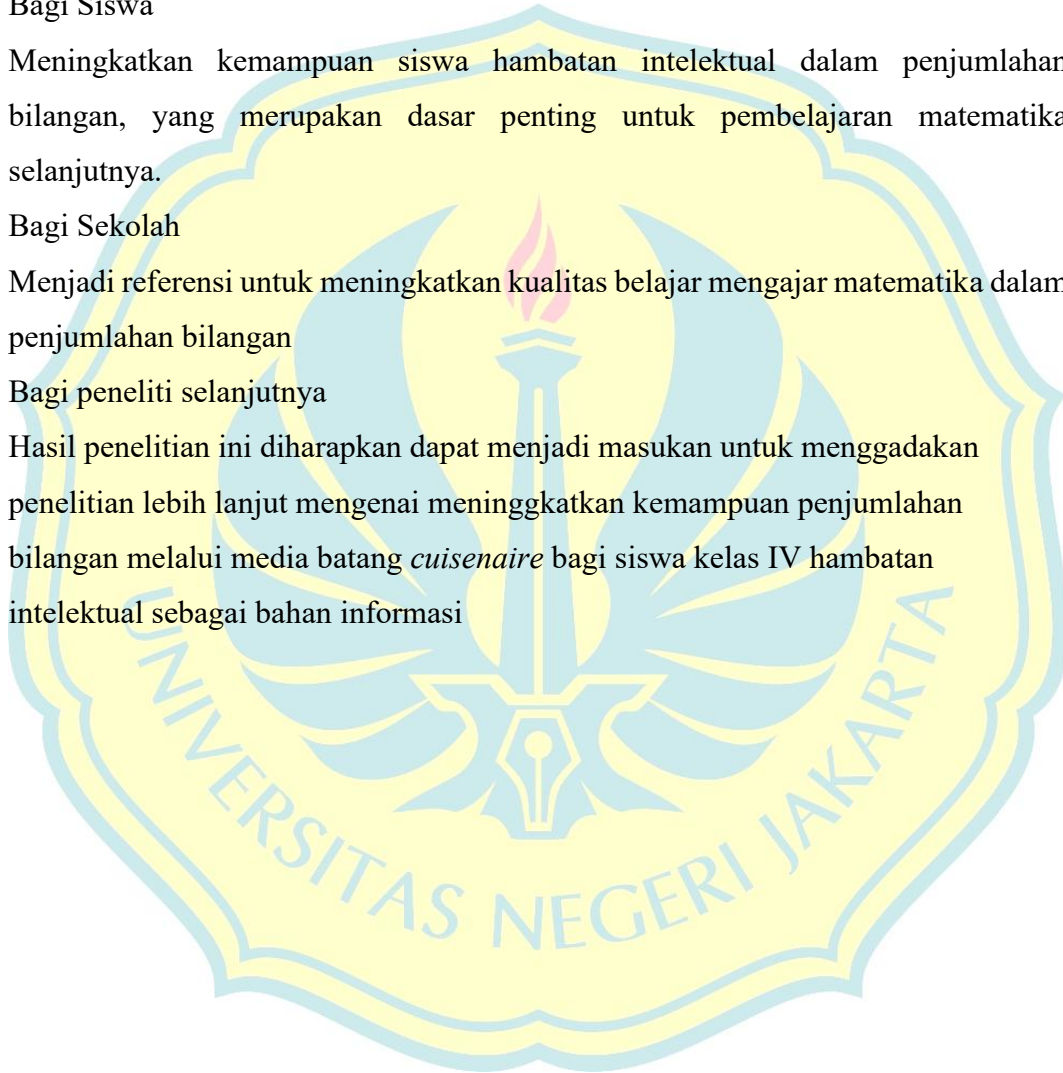 Bagi Siswa
Meningkatkan kemampuan siswa hambatan intelektual dalam penjumlahan
bilangan, yang merupakan dasar penting untuk pembelajaran matematika
selanjutnya.
Bagi Sekolah
Menjadi referensi untuk meningkatkan kualitas belajar mengajar matematika dalam
penjumlahan bilangan
Bagi peneliti selanjutnya
Hasil penelitian ini diharapkan dapat menjadi masukan untuk menggadakan
penelitian lebih lanjut mengenai meninggkatkan kemampuan penjumlahan
bilangan melalui media batang cuisenaire bagi siswa kelas IV hambatan
intelektual sebagai bahan informasi
UNIVERSITAS NEGERI JAKARTA